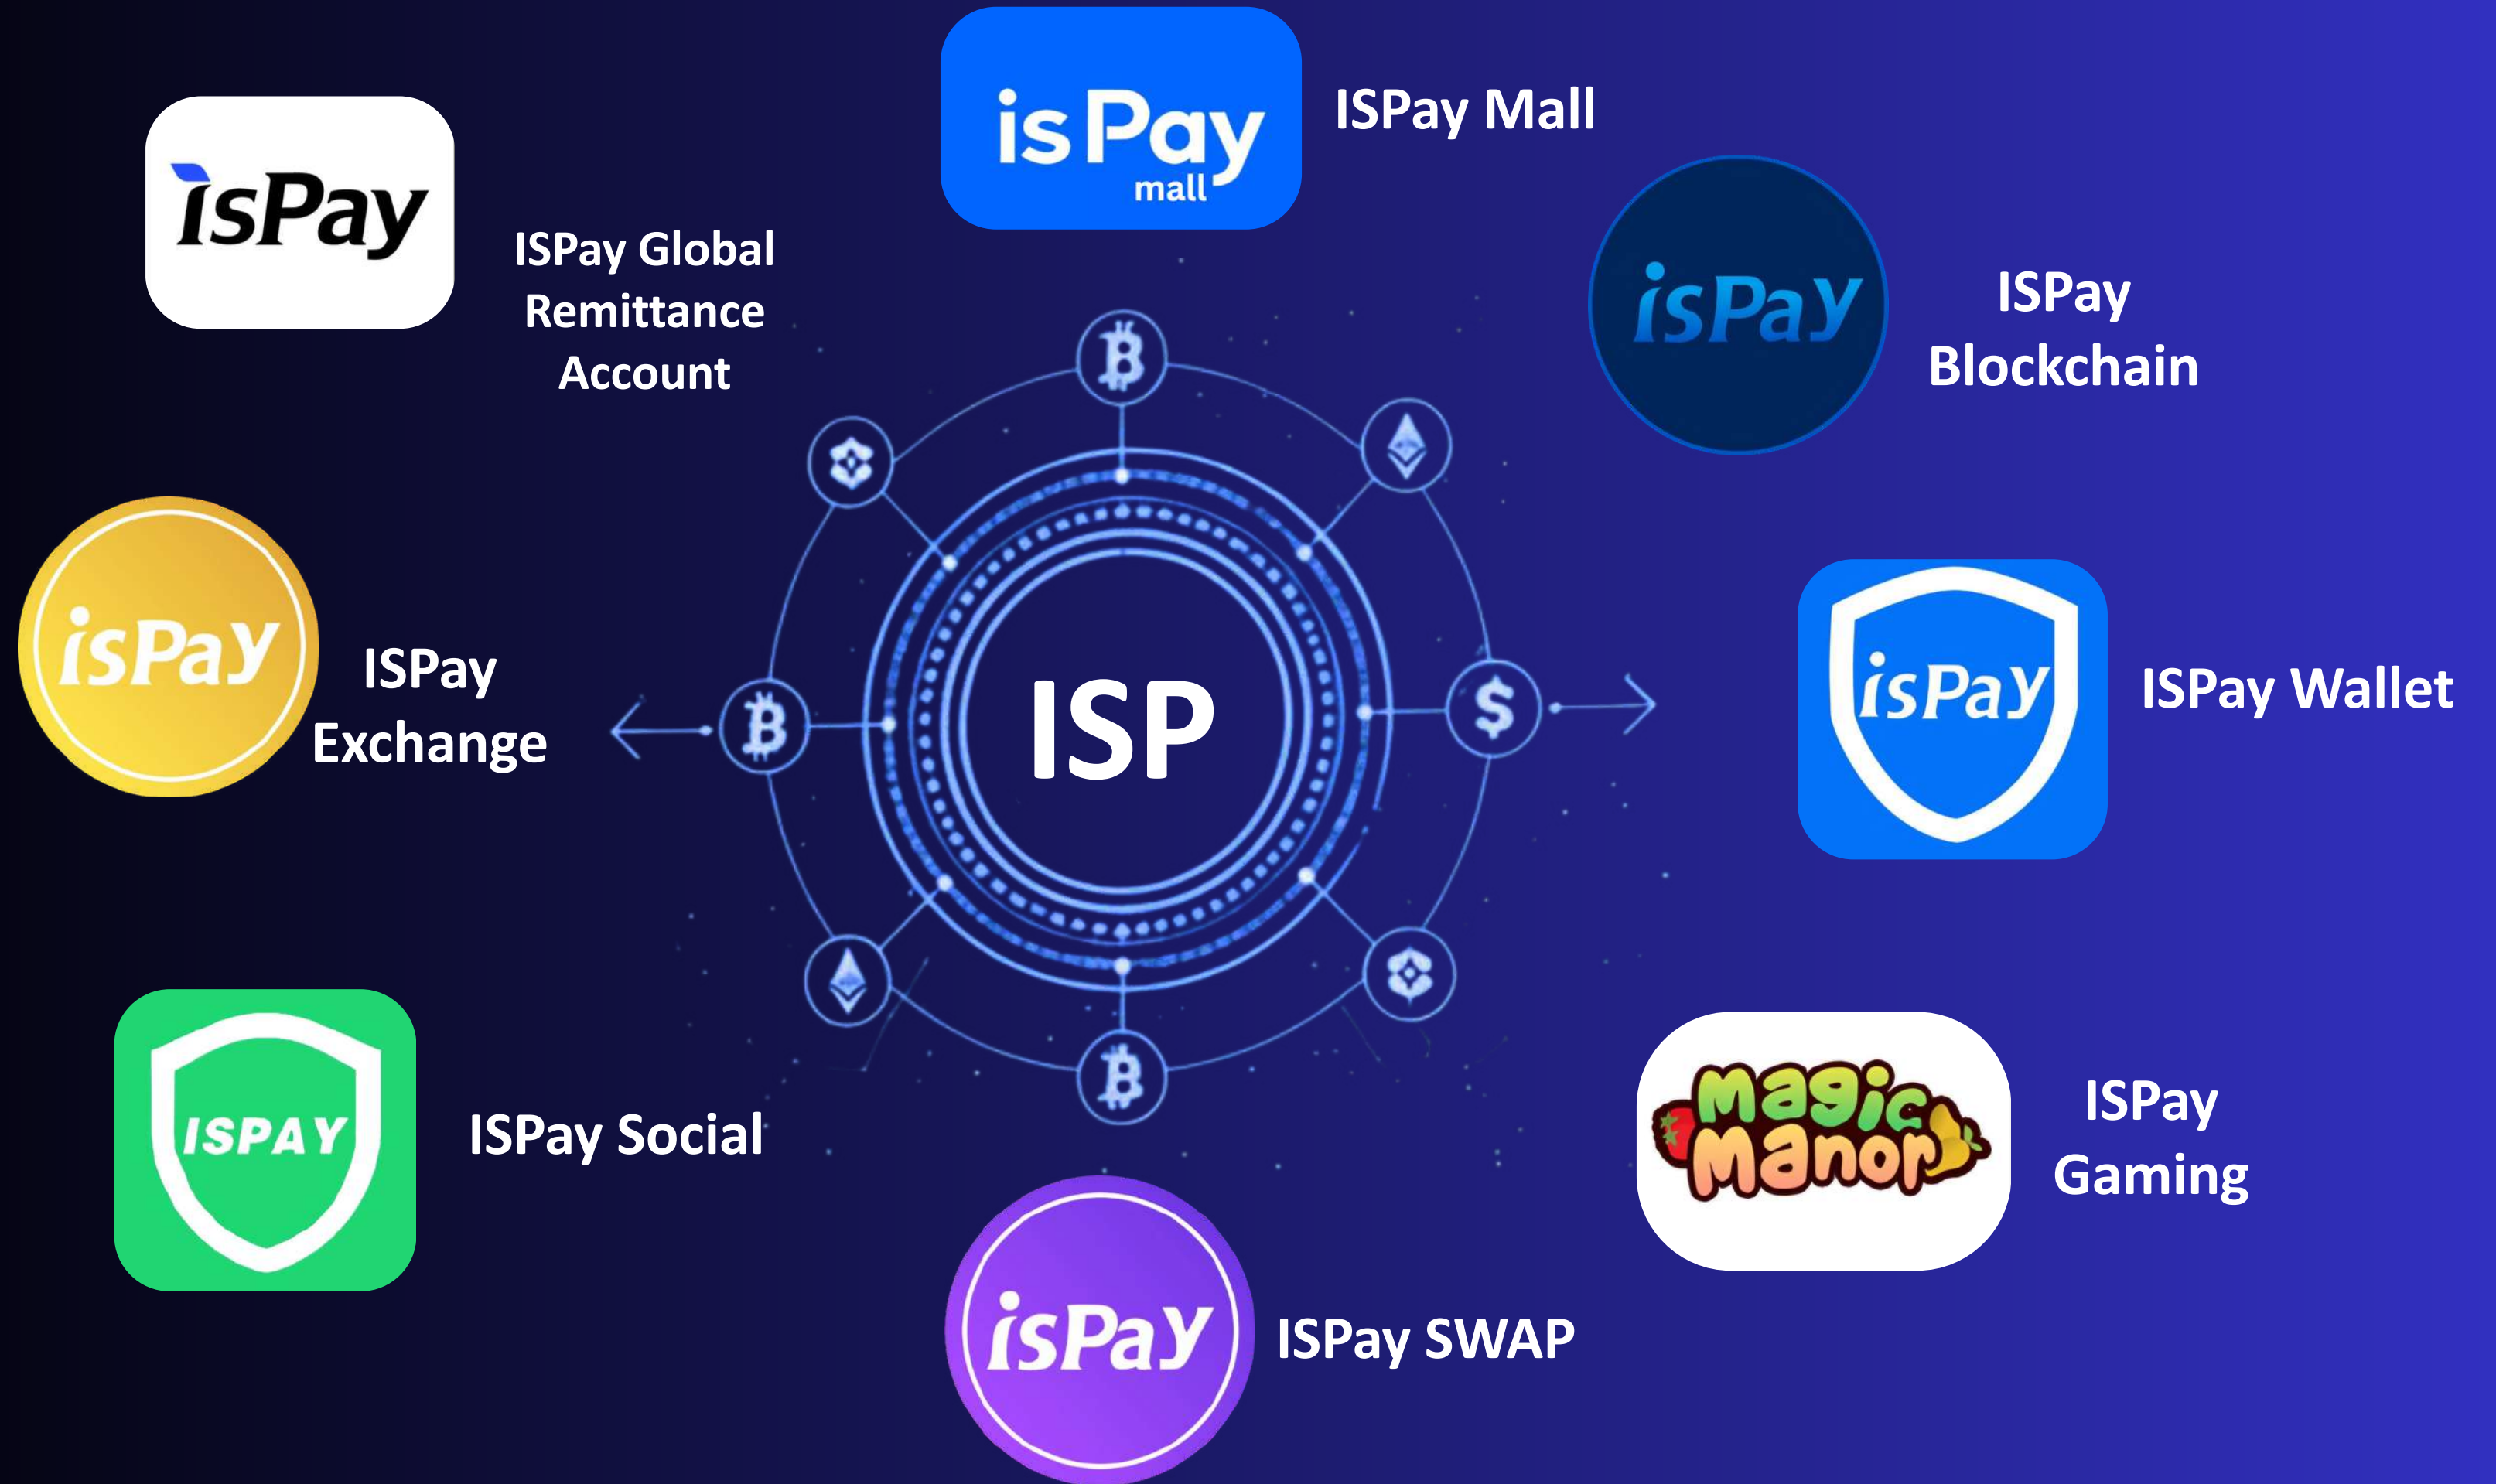 isPay
mall
ISPay Mall
isPay
ISPay Global
Remittance
Account
isPay
ISPay
Blockchain
isPay
ISPay
Exchange
ISP
isPay
ISPay Wallet
ISPAY
ISPay Social
Magic
Manor
ISPay
Gaming
isPay
ISPay SWAP